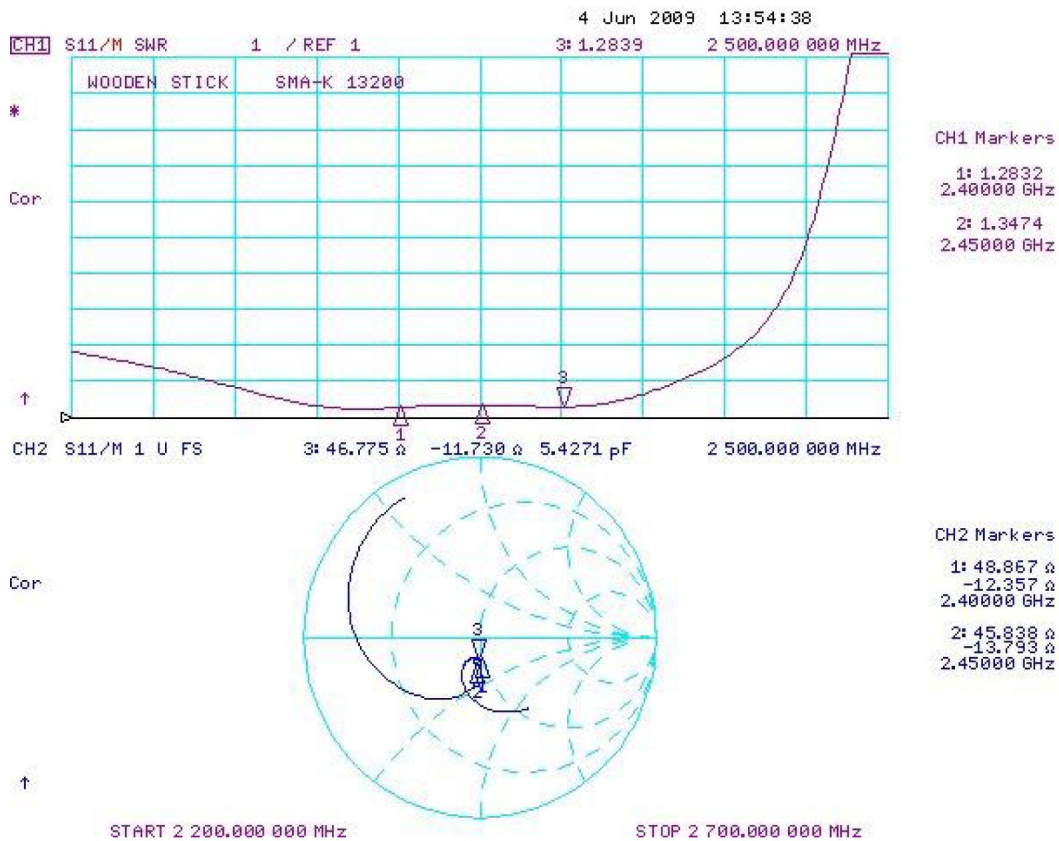 4 Jun 2009 13:54:38
CH1 S11/M SWR 1 / REF 1 3: 1.2839 2 500.000 000 MHz
WOODEN STICK SMA-K 13200
*
CH1 Markers
1: 1.2832
2.40000 GHz
Cor
2: 1.3474
2.45000 GHz
3
↑
1
2
CH2 S11/M 1 U FS 3: 46.775 Ω -11.730 Ω 5.4271 pF 2 500.000 000 MHz
CH2 Markers
1: 48.867 Ω
-12.357 Ω
2.40000 GHz
Cor
2: 45.838 Ω
-13.793 Ω
2.45000 GHz
3
1
2
↑
START 2 200.000 000 MHz STOP 2 700.000 000 MHz